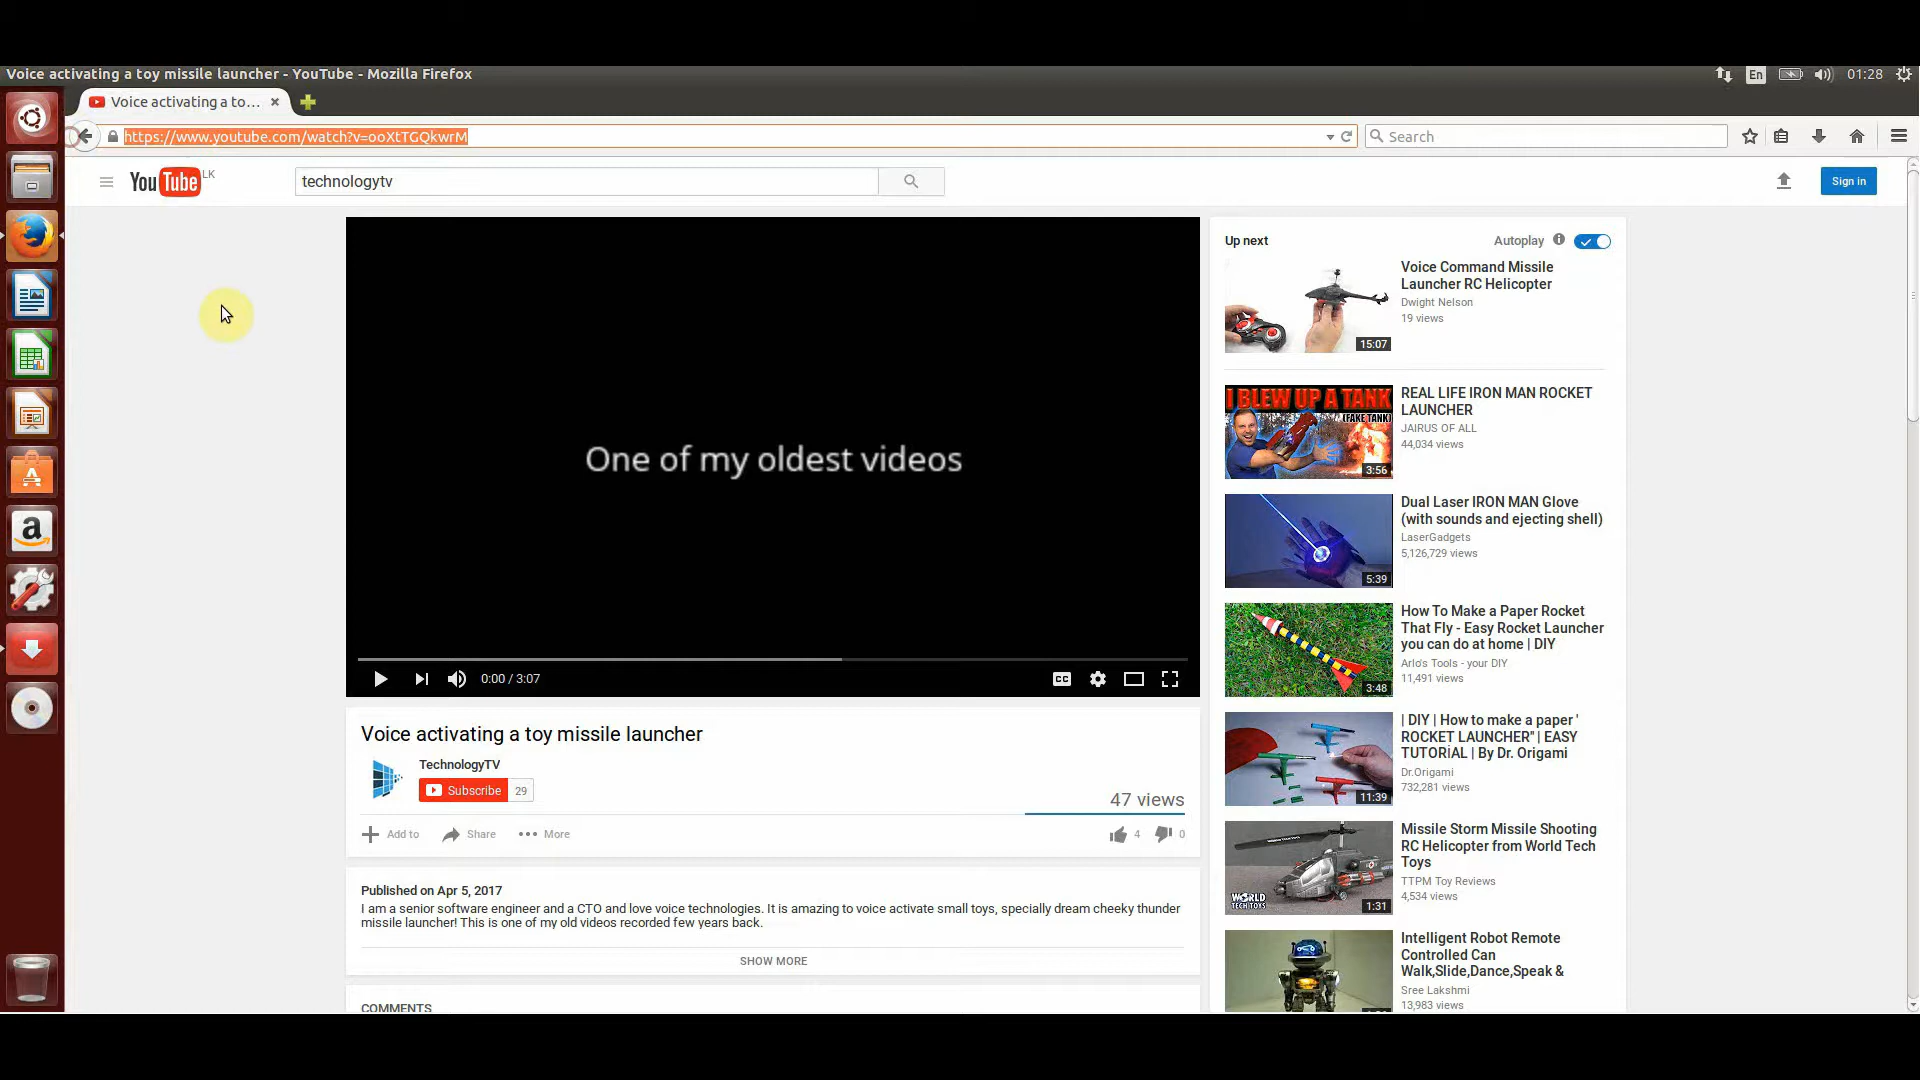 Voice activating a toy missile launcher - YouTube - Mozilla Firefox
En
01:28
Voice activating a to...
https://www.youtube.com/watch?v=ooXtTGQkwrM
Search
YouTube LK
technologytv
Sign in
One of my oldest videos
0:00 / 3:07
CC
Voice activating a toy missile launcher
TechnologyTV
Subscribe 29
47 views
Add to
Share
More
4
0
Published on Apr 5, 2017
I am a senior software engineer and a CTO and love voice technologies. It is amazing to voice activate small toys, specially dream cheeky thunder
missile launcher! This is one of my old videos recorded few years back.
SHOW MORE
COMMENTS
Up next
Autoplay
Voice Command Missile
Launcher RC Helicopter
Dwight Nelson
19 views
15:07
I BLEW UP A TANK
(FAKE TANK)
3:56
REAL LIFE IRON MAN ROCKET
LAUNCHER
JAIRUS OF ALL
44,034 views
Dual Laser IRON MAN Glove
(with sounds and ejecting shell)
LaserGadgets
5,126,729 views
5:39
How To Make a Paper Rocket
That Fly - Easy Rocket Launcher
you can do at home | DIY
Arlo's Tools - your DIY
11,491 views
3:48
| DIY | How to make a paper '
ROCKET LAUNCHER" | EASY
TUTORİAL | By Dr. Origami
Dr.Origami
732,281 views
11:39
Missile Storm Missile Shooting
RC Helicopter from World Tech
Toys
TTPM Toy Reviews
4,534 views
WORLD
TECH TOYS
1:31
Intelligent Robot Remote
Controlled Can
Walk,Slide,Dance,Speak &
Sree Lakshmi
13,983 views